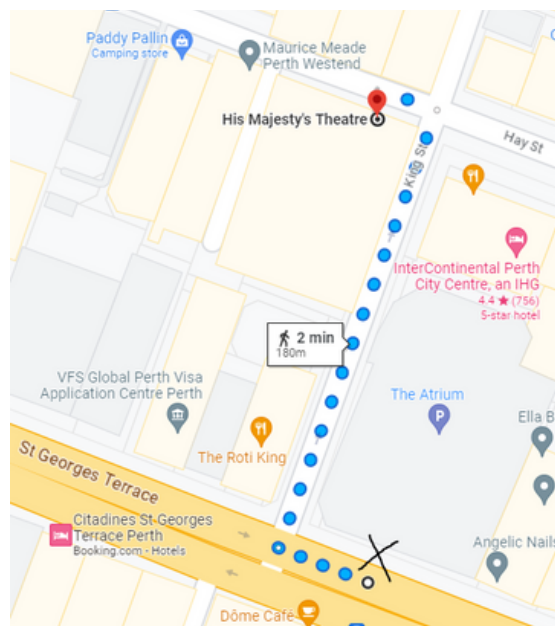 Paddy Pallin
Camping store
Maurice Meade
Perth Westend
His Majesty's Theatre
Hay St
King St
InterContinental Perth
City Centre, an IHG
4.4 ★ (756)
5-star hotel
2 min
180m
VFS Global Perth Visa
Application Centre Perth
The Atrium
P
Ella B
The Roti King
St Georges Terrace
Citadines St Georges
Terrace Perth
Booking.com - Hotels
Angelic Nails
Dôme Café